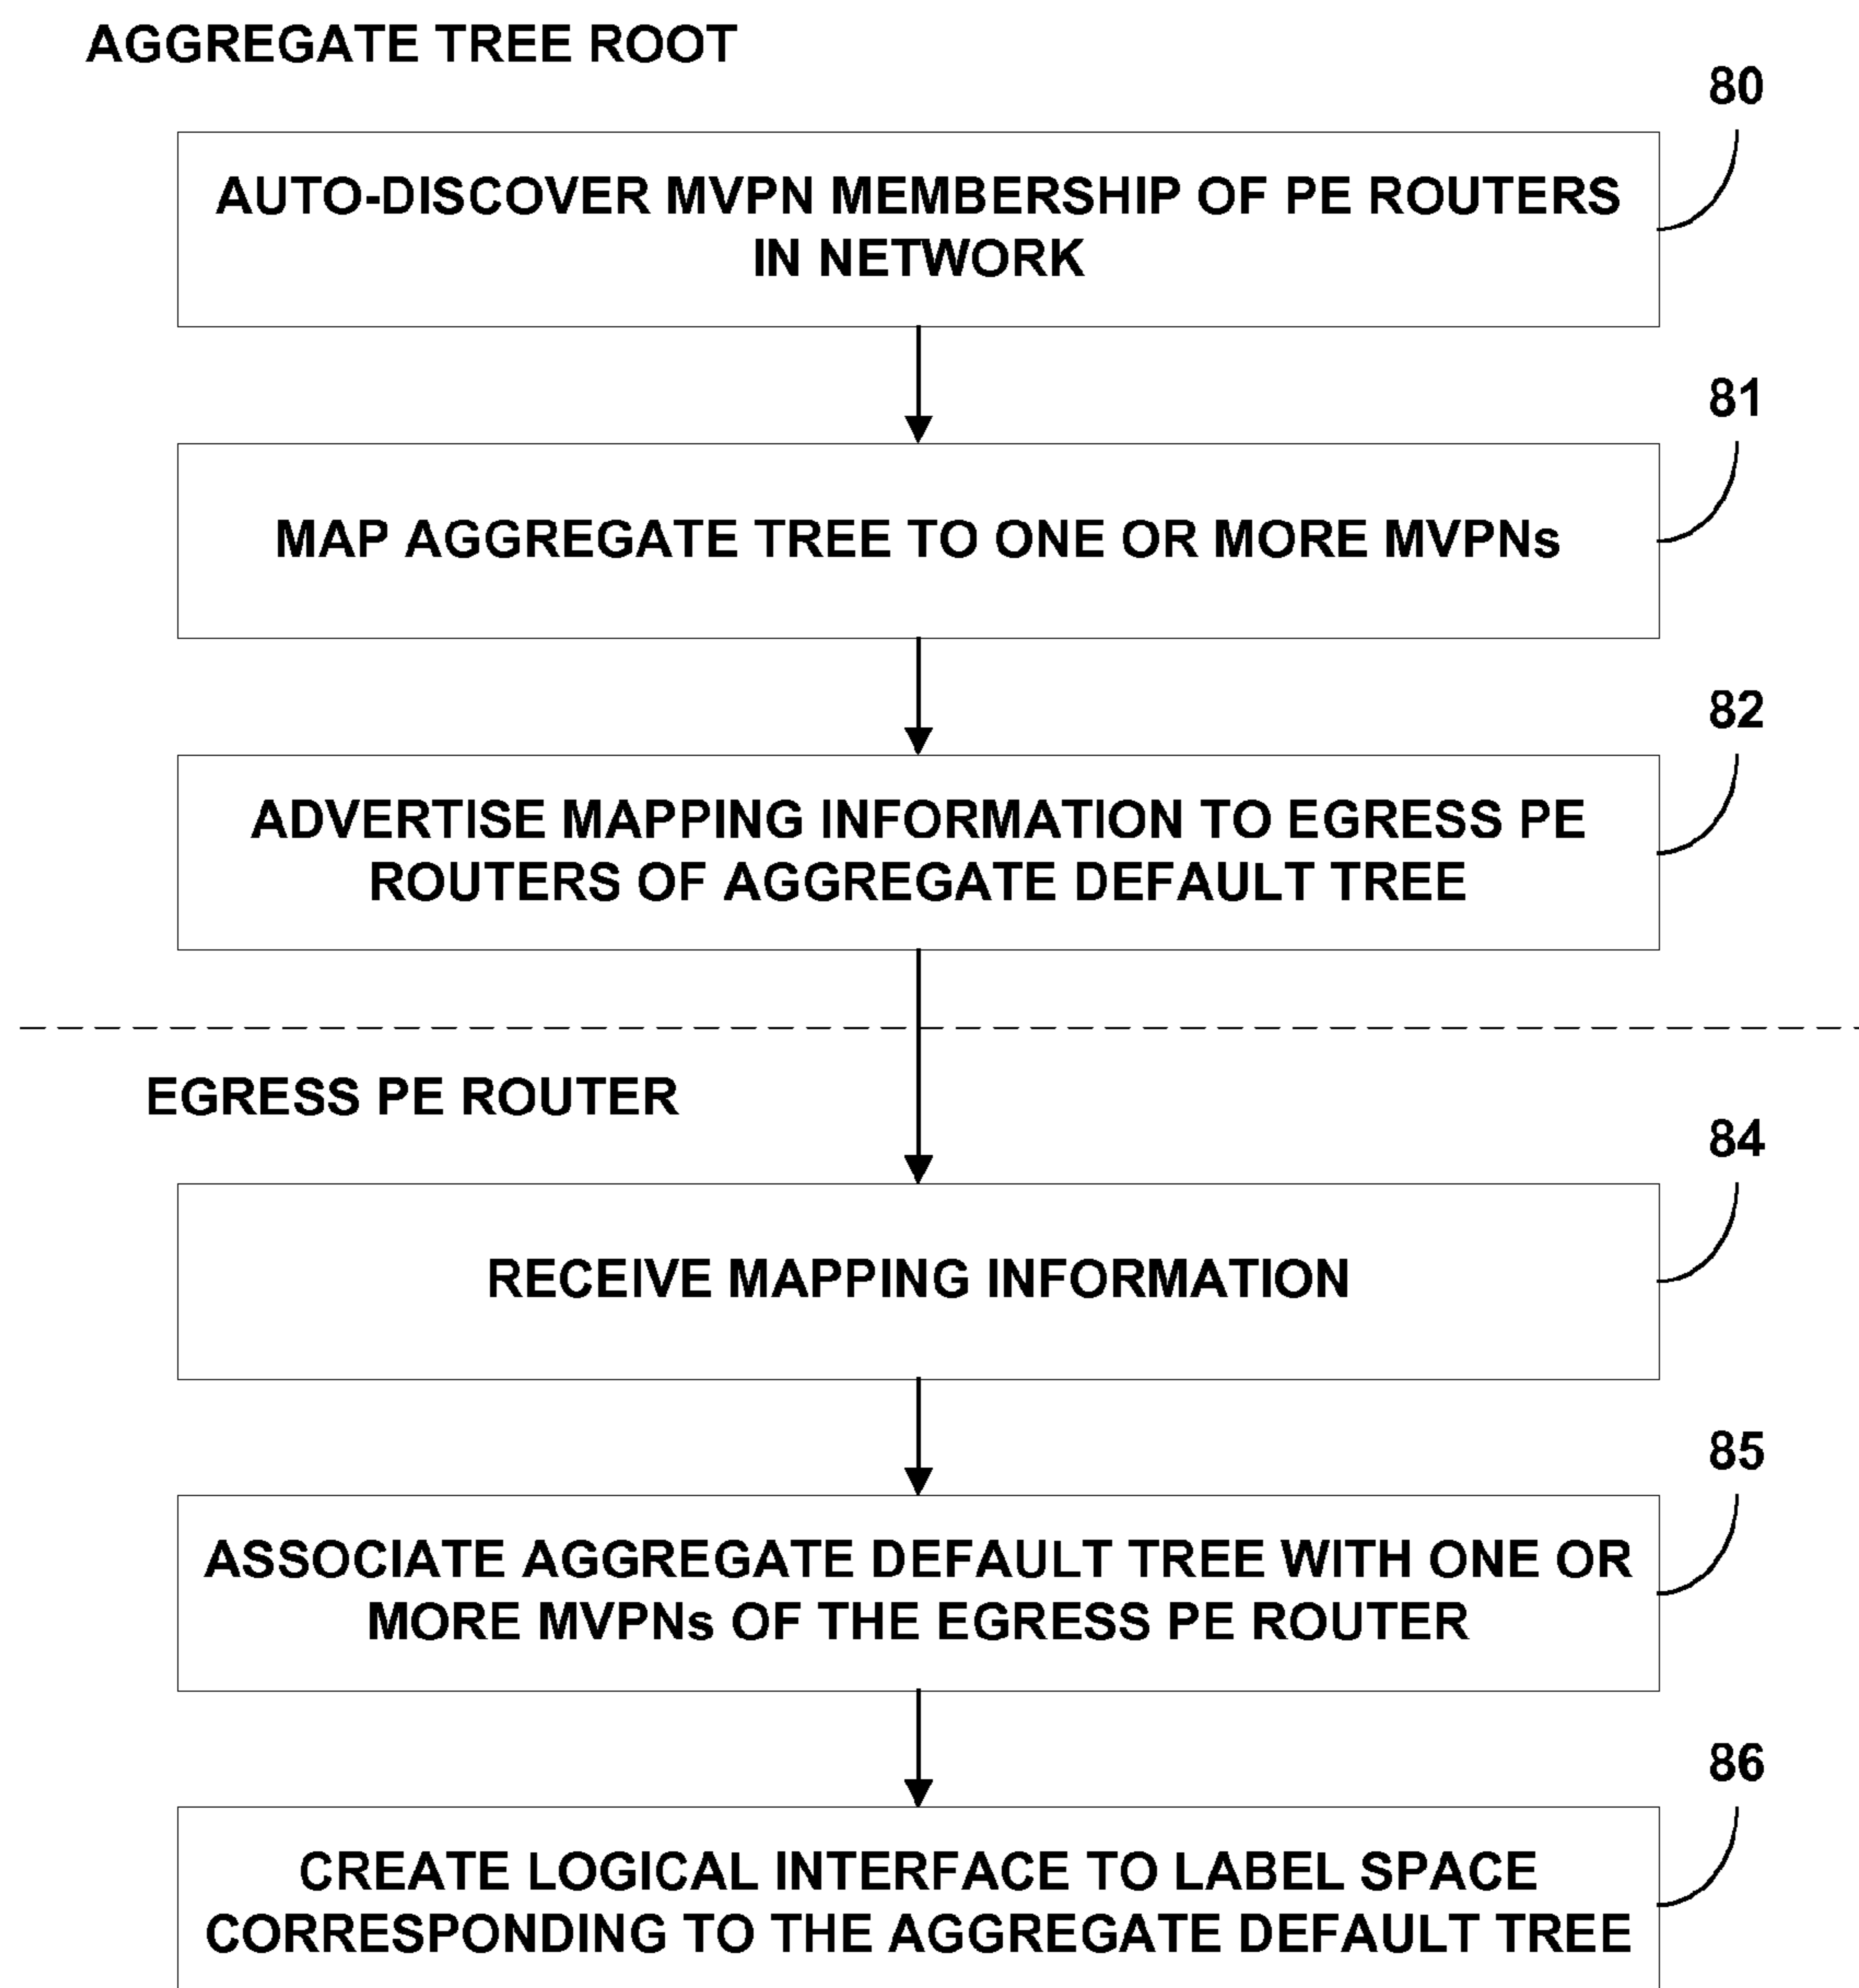 AGGREGATE TREE ROOT
80
AUTO-DISCOVER MVPN MEMBERSHIP OF PE ROUTERS
IN NETWORK
81
MAP AGGREGATE TREE TO ONE OR MORE MVPNs
82
ADVERTISE MAPPING INFORMATION TO EGRESS PE
ROUTERS OF AGGREGATE DEFAULT TREE
EGRESS PE ROUTER
84
RECEIVE MAPPING INFORMATION
85
ASSOCIATE AGGREGATE DEFAULT TREE WITH ONE OR
MORE MVPNs OF THE EGRESS PE ROUTER
86
CREATE LOGICAL INTERFACE TO LABEL SPACE
CORRESPONDING TO THE AGGREGATE DEFAULT TREE